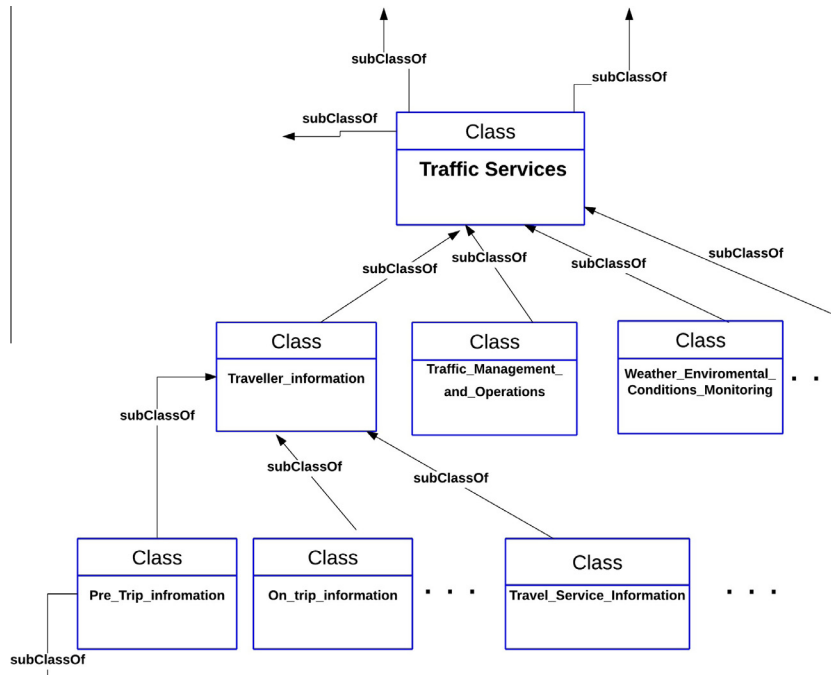 subClassOf
subClassOf
subClassOf
Class
Traffic Services
subClassOf
subClassOf
subClassOf
subClassOf
Class
Traveller_information
Class
Traffic_Management_
and_Operations
Class
Weather_Enviromental_
Conditions_Monitoring
. .
subClassOf
subClassOf
subClassOf
Class
Pre_Trip_infromation
Class
On_trip_information
. . .
Class
Travel_Service_Information
. . .
subClassOf